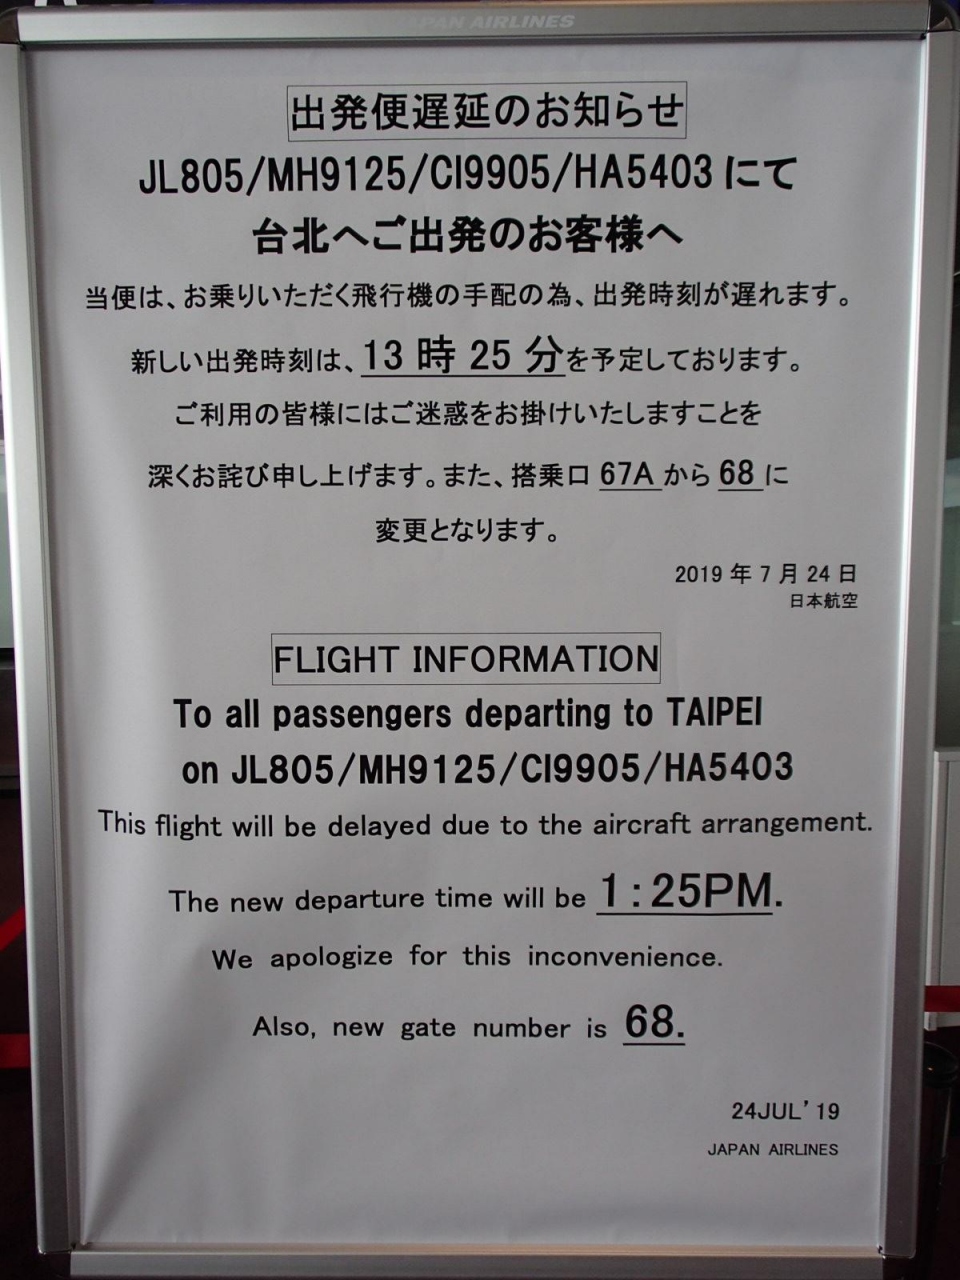 JAPAN AIRLINES
出発便遅延のお知らせ
JL805/MH9125/CI9905/HA5403にて
台北へご出発のお客様へ
当便は、お乗りいただく飛行機の手配の為、出発時刻が遅れます。
新しい出発時刻は、13時25分を予定しております。
ご利用の皆様にはご迷惑をお掛けいたしますことを
深くお詫び申し上げます。また、搭乗口 67A から 68 に
変更となります。
2019年7月24日
日本航空
FLIGHT INFORMATION
To all passengers departing to TAIPEI
on JL805/MH9125/CI9905/HA5403
This flight will be delayed due to the aircraft arrangement.
The new departure time will be 1:25PM.
We apologize for this inconvenience.
Also, new gate number is 68.
24JUL'19
JAPAN AIRLINES